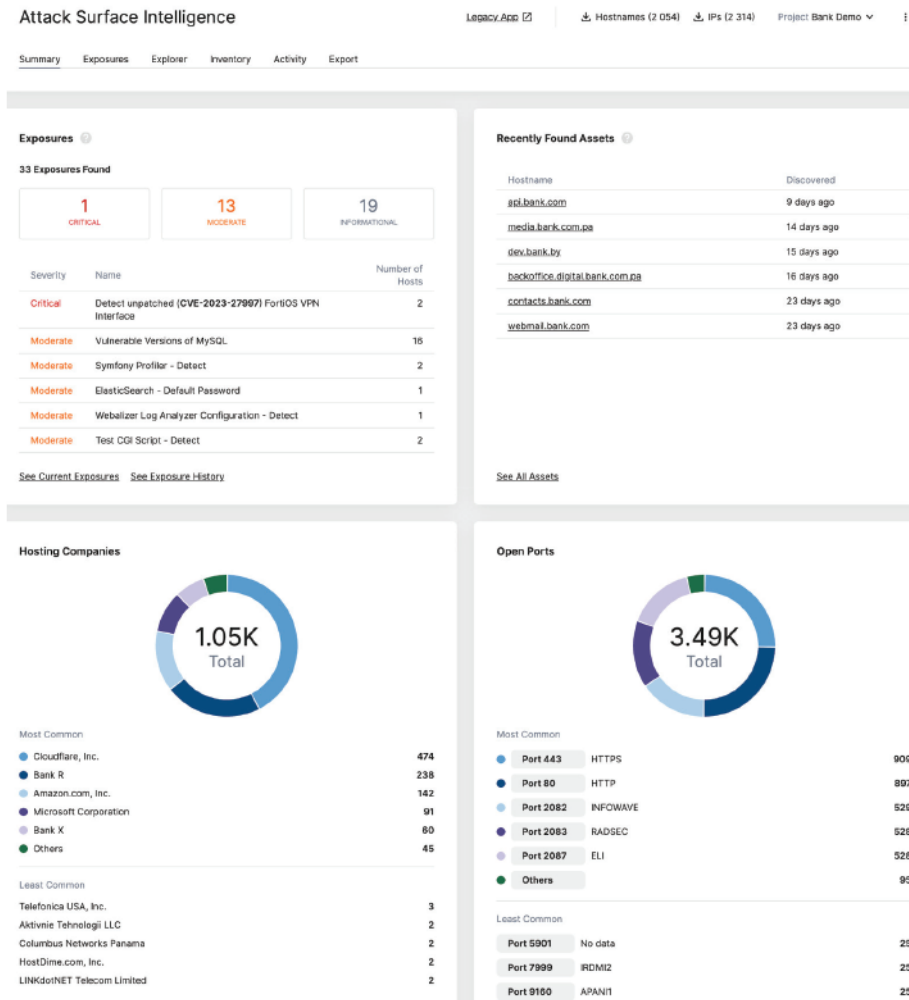 Attack Surface Intelligence
Legacy App
Hostnames (2 054)
IPs (2 314)
Project Bank Demo
Summary Exposures Explorer Inventory Activity Export
Exposures
33 Exposures Found
1
CRITICAL
13
MODERATE
19
INFORMATIONAL
Severity Name Number of
Hosts
Critical Detect unpatched (CVE-2023-27997) FortiOS VPN 2
Interface
Moderate Vulnerable Versions of MySQL 16
Moderate Symfony Profiler - Detect 2
Moderate ElasticSearch - Default Password 1
Moderate Webalizer Log Analyzer Configuration - Detect 1
Moderate Test CGI Script - Detect 2
See Current Exposures See Exposure History
Recently Found Assets
Hostname Discovered
api.bank.com 9 days ago
media.bank.com.pa 14 days ago
dev.bank.by 15 days ago
backoffice.digital.bank.com.pa 16 days ago
contacts.bank.com 23 days ago
webmail.bank.com 23 days ago
See All Assets
Hosting Companies
1.05K
Total
Most Common
Cloudflare, Inc. 474
Bank R 238
Amazon.com, Inc. 142
Microsoft Corporation 91
Bank X 60
Others 45
Least Common
Telefonica USA, Inc. 3
Aktivnie Tehnologii LLC 2
Columbus Networks Panama 2
HostDime.com, Inc. 2
LINKdotNET Telecom Limited 2
Open Ports
3.49K
Total
Most Common
Port 443 HTTPS 909
Port 80 HTTP 897
Port 2082 INFOWAVE 529
Port 2083 RADSEC 528
Port 2087 ELI 528
Others 95
Least Common
Port 5901 No data 25
Port 7999 IRDMI2 25
Port 9160 APANI1 25